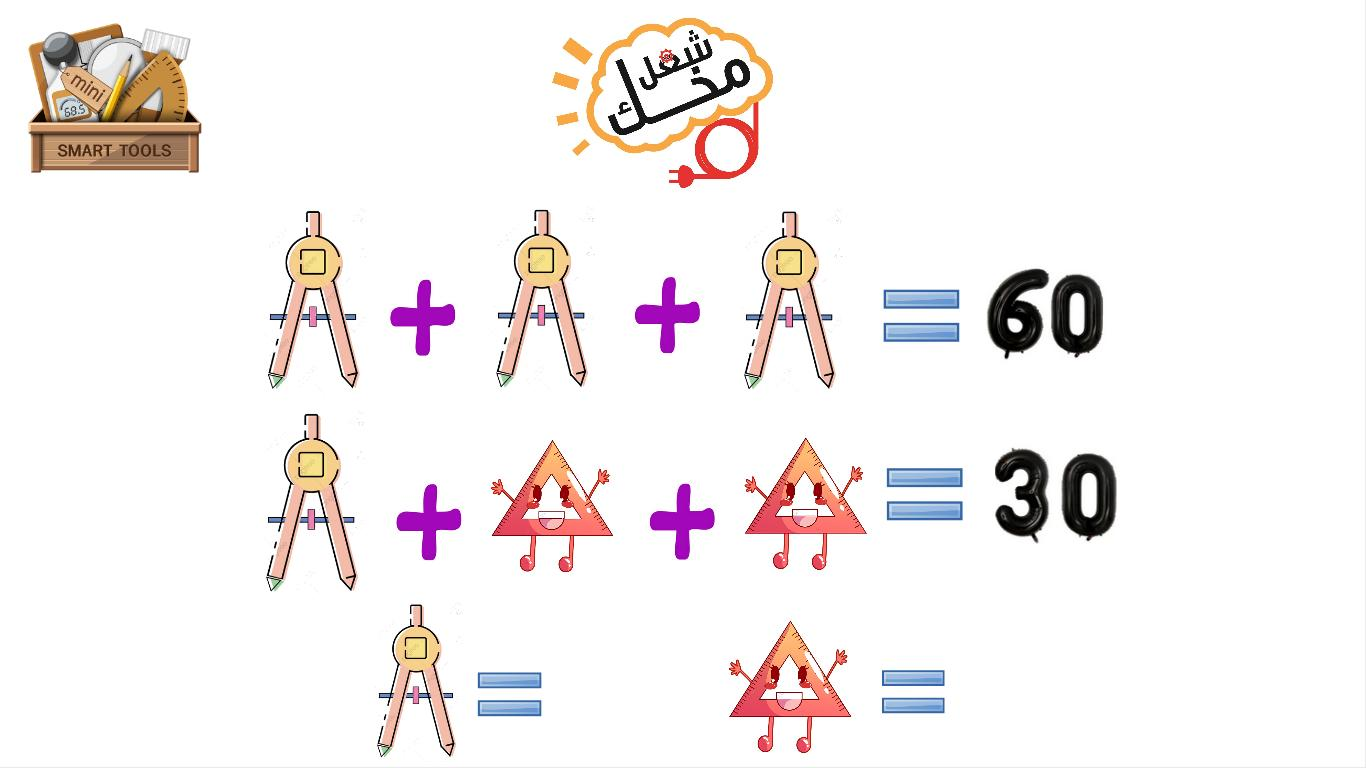 mini
68.5
SMART TOOLS
شغل
مخك
+ + = 60
+ + = 30
= =